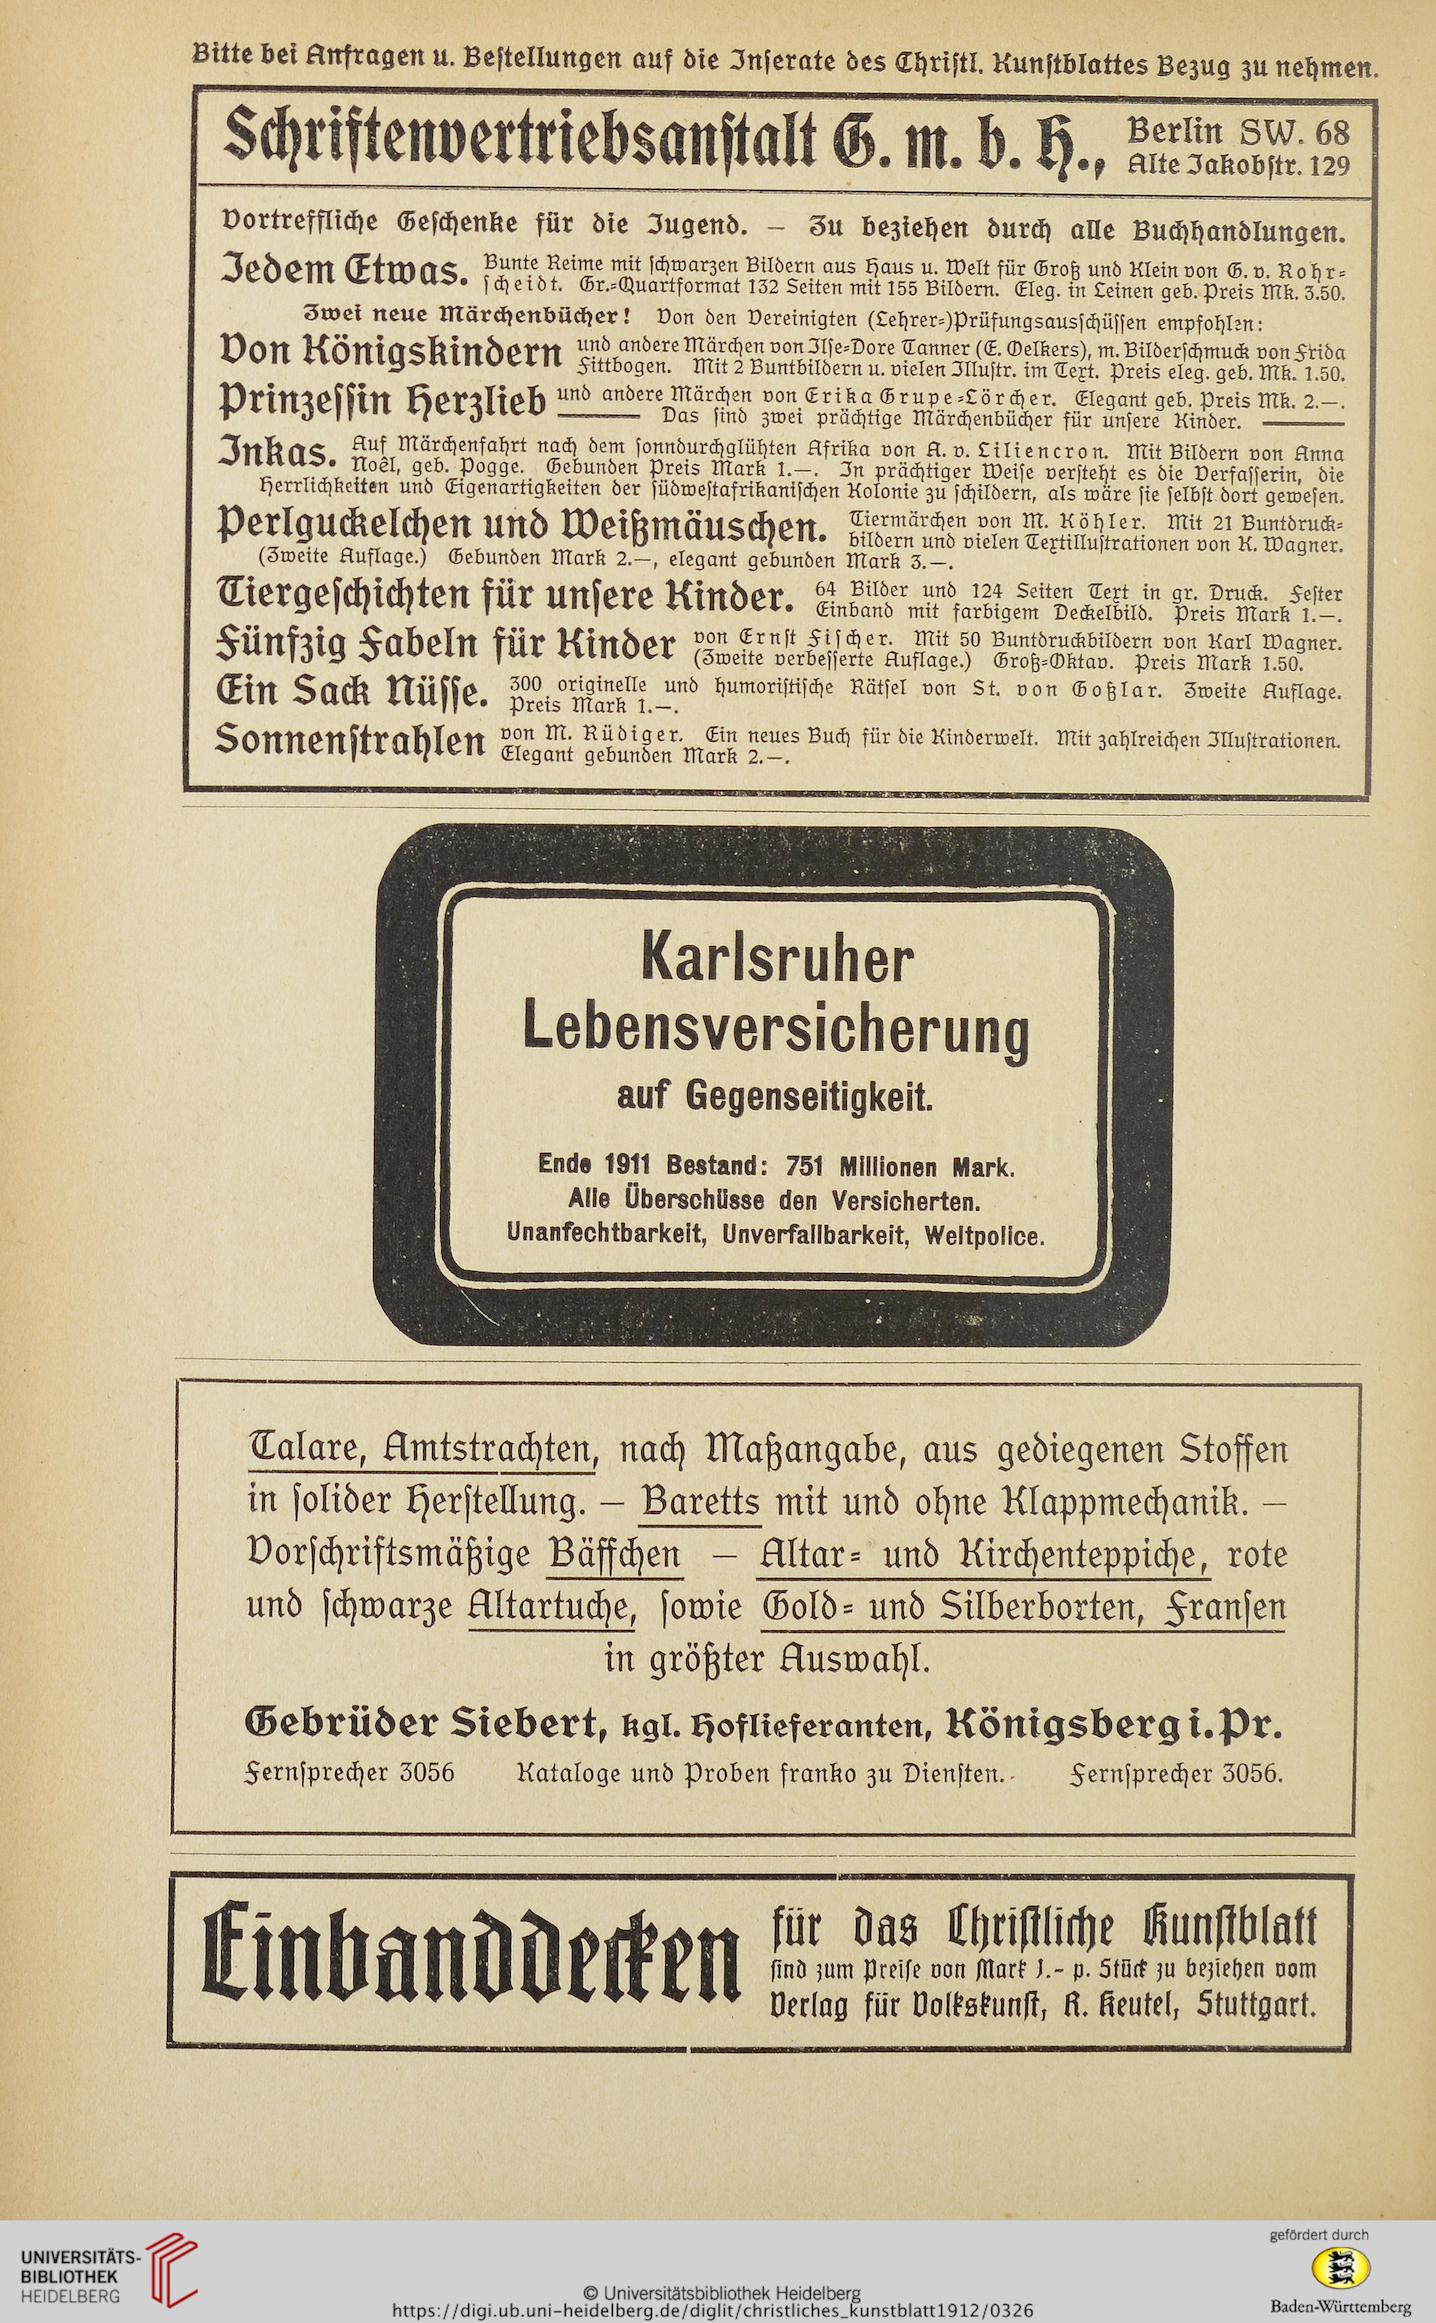 Bitte bei Anfragen u. Bestellungen auf die Inserate des Christl. Kunstblattes Bezug zu nehmen.
Schriftenvertriebsanstalt G. m. b. H., Berlin SW. 68
Alte Jakobstr. 129
Vortreffliche Geschenke für die Jugend. — Zu beziehen durch alle Buchhandlungen.
Jedem Etwas. Bunte Reime mit schwarzen Bildern aus Haus u. Welt für Groß und Klein von G. v. Rohr-
scheidt. Gr.-Quartformat 132 Seiten mit 155 Bildern. Eleg. in Leinen geb. Preis Mk. 3.50.
Zwei neue Märchenbücher! Von den Vereinigten (Lehrer-)Prüfungsausschüssen empfohlen:
Von Königskindern und andere Märchen von Ilse-Dore Tanner (E. Oelkers), m. Bilderschmuck von Frida
Fittbogen. Mit 2 Buntbildern u. vielen Illustr. im Text. Preis eleg. geb. Mk. 1.50.
Prinzessin Herzlieb und andere Märchen von Erika Grupe-Lörcher. Elegant geb. Preis Mk. 2.—.
Das sind zwei prächtige Märchenbücher für unsere Kinder.
Inkas. Auf Märchenfahrt nach dem sonndurchglühten Afrika von A. v. Liliencron. Mit Bildern von Anna
Noël, geb. Pogge. Gebunden Preis Mark 1.—. In prächtiger Weise versteht es die Verfasserin, die
Herrlichkeiten und Eigenartigkeiten der südwestafrikanischen Kolonie zu schildern, als wäre sie selbst dort gewesen.
Perlguckelchen und Weißmäuschen. Tiermärchen von M. Köhler. Mit 21 Buntdruck-
bildern und vielen Textillustrationen von K. Wagner.
(Zweite Auflage.) Gebunden Mark 2.—, elegant gebunden Mark 3.—.
Tiergeschichten für unsere Kinder. 64 Bilder und 124 Seiten Text in gr. Druck. Fester
Einband mit farbigem Deckelbild. Preis Mark 1.—.
Fünfzig Fabeln für Kinder von Ernst Fischer. Mit 50 Buntdruckbildern von Karl Wagner.
(Zweite verbesserte Auflage.) Groß-Oktav. Preis Mark 1.50.
Ein Sack Nüsse. 300 originelle und humoristische Rätsel von St. von Goßlar. Zweite Auflage.
Preis Mark 1.—.
Sonnenstrahlen von M. Rüdiger. Ein neues Buch für die Kinderwelt. Mit zahlreichen Illustrationen.
Elegant gebunden Mark 2.—.
Karlsruher
Lebensversicherung
auf Gegenseitigkeit.
Ende 1911 Bestand: 751 Millionen Mark.
Alle Überschüsse den Versicherten.
Unanfechtbarkeit, Unverfallbarkeit, Weltpolice.
Talare, Amtstrachten, nach Maßangabe, aus gediegenen Stoffen
in solider Herstellung. — Baretts mit und ohne Klappmechanik. —
Vorschriftsmäßige Bäffchen — Altar- und Kirchenteppiche, rote
und schwarze Altartuche, sowie Gold- und Silberborten, Fransen
in größter Auswahl.
Gebrüder Siebert, kgl. Hoflieferanten, Königsberg i. Pr.
Fernsprecher 3056 Kataloge und Proben franko zu Diensten. Fernsprecher 3056.
Einbanddecken für das Christliche Kunstblatt
sind zum Preise von Mark 1.- p. Stück zu beziehen vom
Verlag für Volkskunst, R. Keutel, Stuttgart.
UNIVERSITÄTS-
BIBLIOTHEK
HEIDELBERG
© Universitätsbibliothek Heidelberg
https://digi.ub.uni-heidelberg.de/diglit/christliches_kunstblatt1912/0326
gefördert durch
Baden-Württemberg